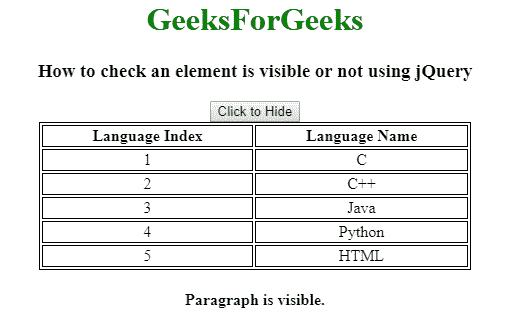 GeeksForGeeks
How to check an element is visible or not using jQuery
Click to Hide
Language Index Language Name
1 C
2 C++
3 Java
4 Python
5 HTML
Paragraph is visible.